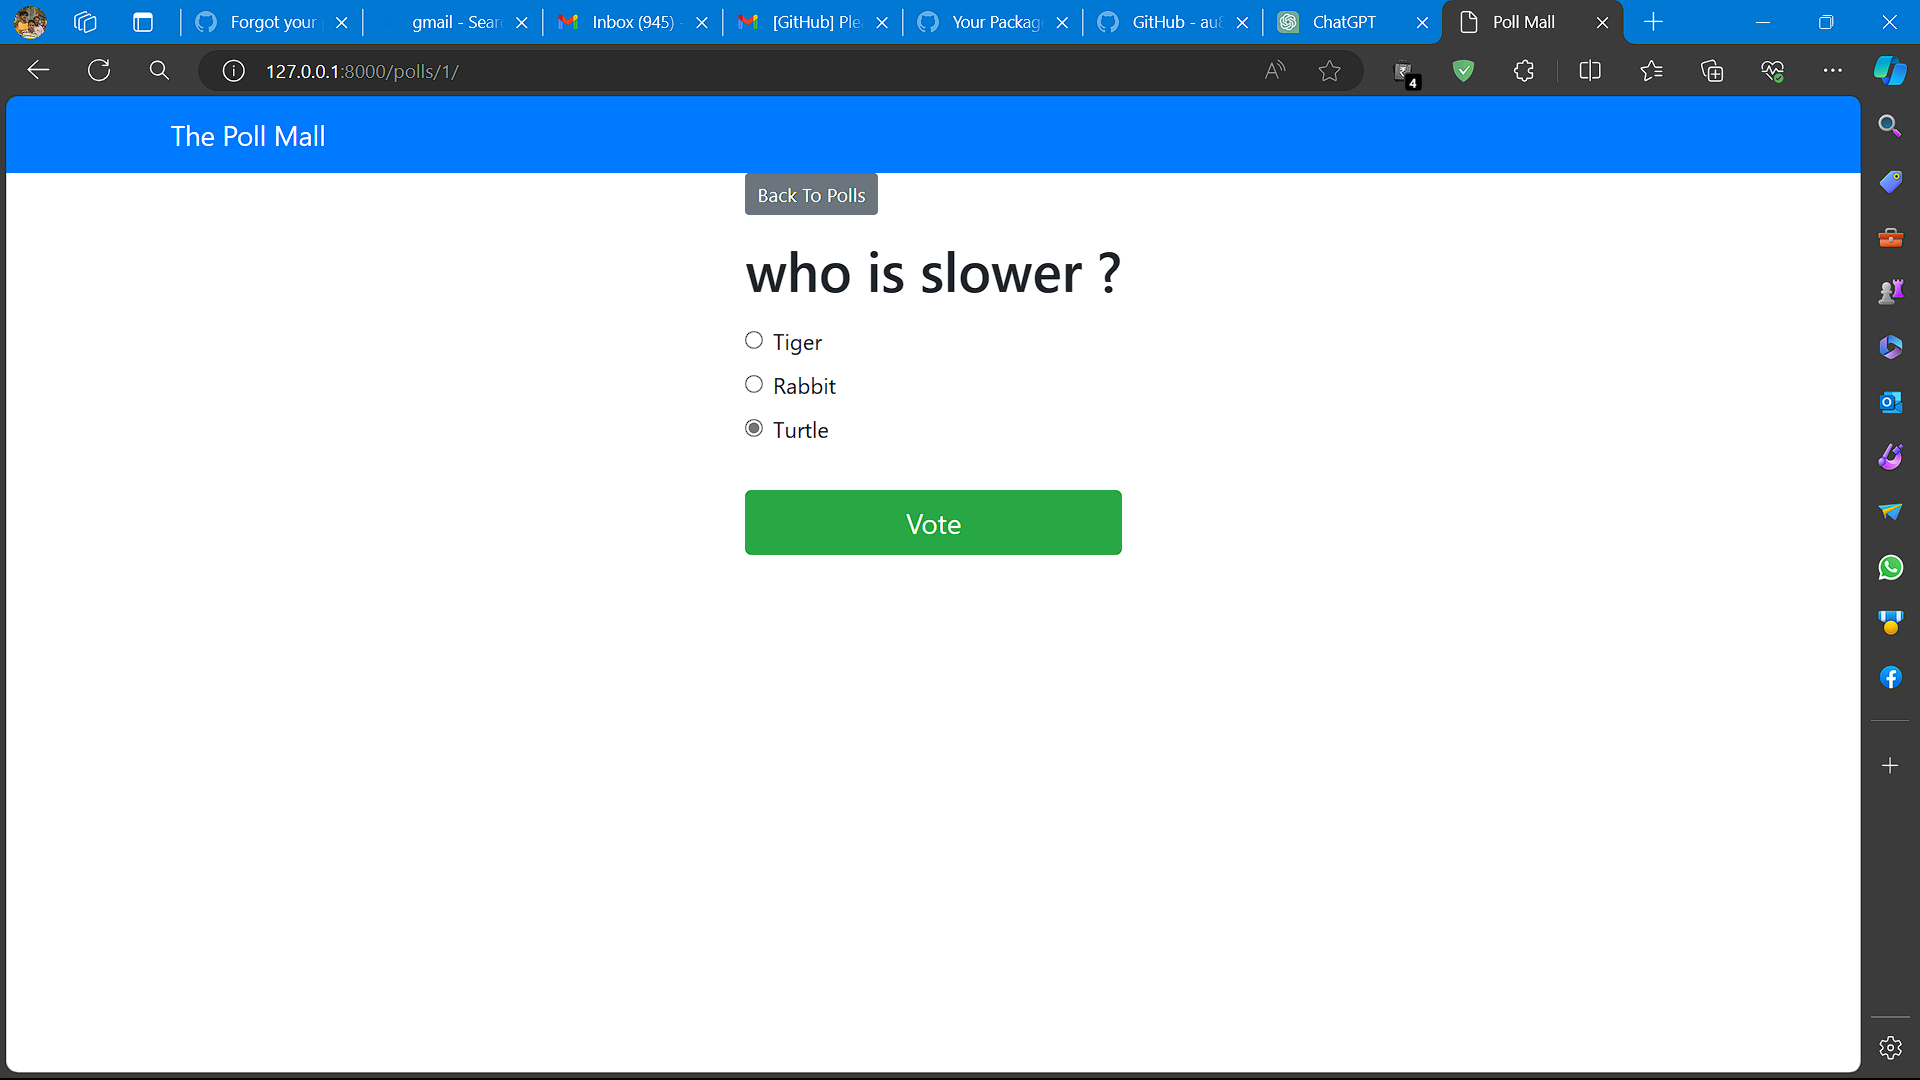 Forgot your
gmail - Sear
Inbox (945)
[GitHub] Ple
Your Packag
GitHub - au
ChatGPT
Poll Mall
127.0.0.1:8000/polls/1/
4
The Poll Mall
Back To Polls
who is slower ?
Tiger
Rabbit
Turtle
Vote